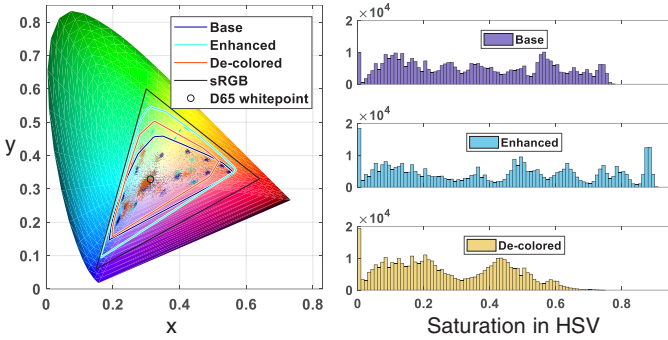 Base
Enhanced
De-colored
sRGB
D65 whitepoint
y
0.8
0.7
0.6
0.5
0.4
0.3
0.2
0.1
0
0 0.2 0.4 0.6 0.8
x
×10⁴
2
1
0
Base
×10⁴
2
1
0
Enhanced
×10⁴
2
1
0
De-colored
0 0.2 0.4 0.6 0.8
Saturation in HSV